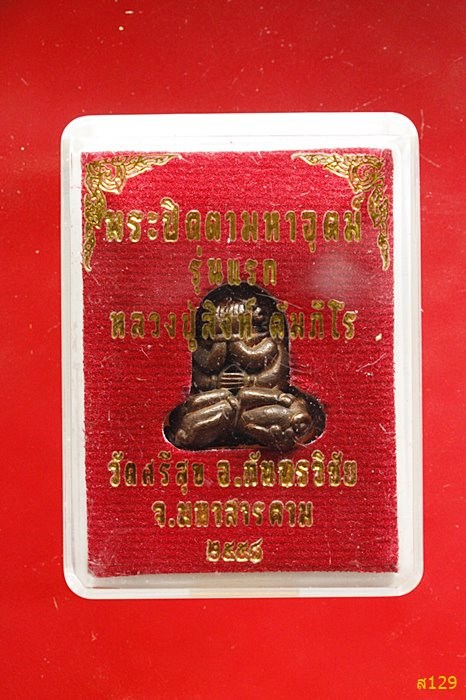 พระปิดตามหาอุตม์
รุ่นแรก
หลวงปู่สิงห์ คัมภีโร
วัดศรีสุข อ.กันทรวิชัย
จ.มหาสารคาม
๒๕๕๘
ส129